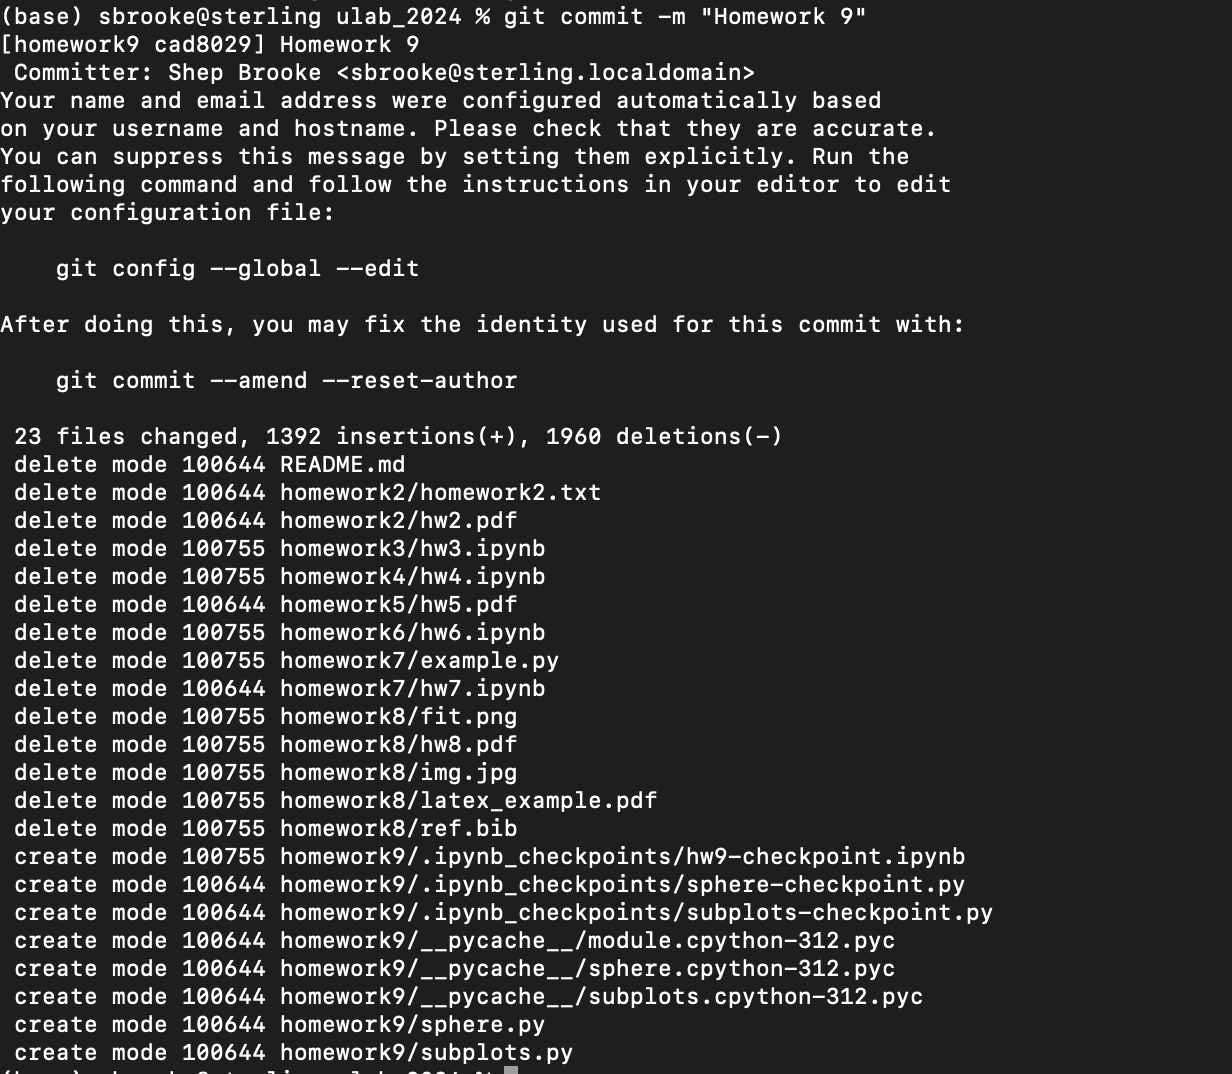 (base) sbrooke@sterling ulab_2024 % git commit -m "Homework 9"
[homework9 cad8029] Homework 9
 Committer: Shep Brooke <sbrooke@sterling.localdomain>
Your name and email address were configured automatically based
on your username and hostname. Please check that they are accurate.
You can suppress this message by setting them explicitly. Run the
following command and follow the instructions in your editor to edit
your configuration file:

    git config --global --edit

After doing this, you may fix the identity used for this commit with:

    git commit --amend --reset-author

 23 files changed, 1392 insertions(+), 1960 deletions(-)
 delete mode 100644 README.md
 delete mode 100644 homework2/homework2.txt
 delete mode 100644 homework2/hw2.pdf
 delete mode 100755 homework3/hw3.ipynb
 delete mode 100755 homework4/hw4.ipynb
 delete mode 100644 homework5/hw5.pdf
 delete mode 100755 homework6/hw6.ipynb
 delete mode 100755 homework7/example.py
 delete mode 100644 homework7/hw7.ipynb
 delete mode 100755 homework8/fit.png
 delete mode 100755 homework8/hw8.pdf
 delete mode 100755 homework8/img.jpg
 delete mode 100755 homework8/latex_example.pdf
 delete mode 100755 homework8/ref.bib
 create mode 100755 homework9/.ipynb_checkpoints/hw9-checkpoint.ipynb
 create mode 100644 homework9/.ipynb_checkpoints/sphere-checkpoint.py
 create mode 100644 homework9/.ipynb_checkpoints/subplots-checkpoint.py
 create mode 100644 homework9/__pycache__/module.cpython-312.pyc
 create mode 100644 homework9/__pycache__/sphere.cpython-312.pyc
 create mode 100644 homework9/__pycache__/subplots.cpython-312.pyc
 create mode 100644 homework9/sphere.py
 create mode 100644 homework9/subplots.py